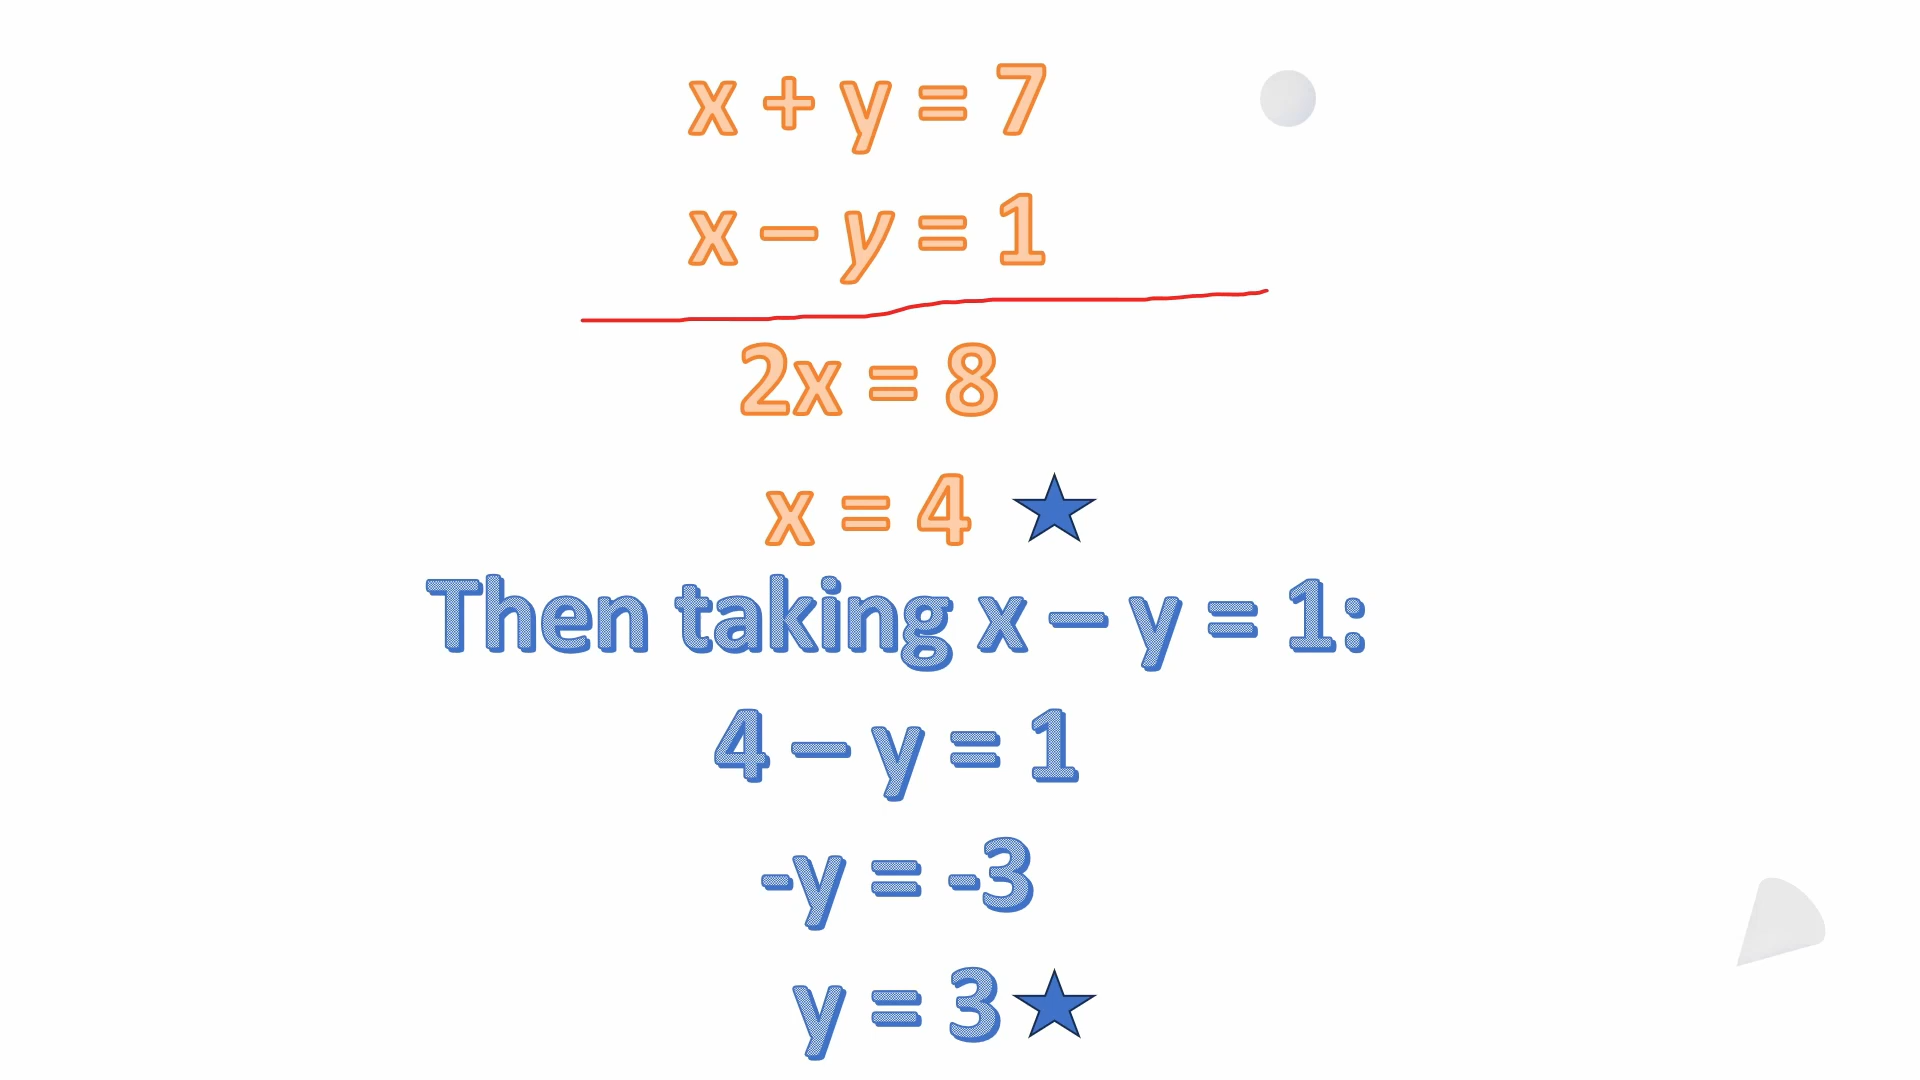 x + y = 7
x – y = 1
2x = 8
x = 4
Then taking x – y = 1:
4 – y = 1
-y = -3
y = 3